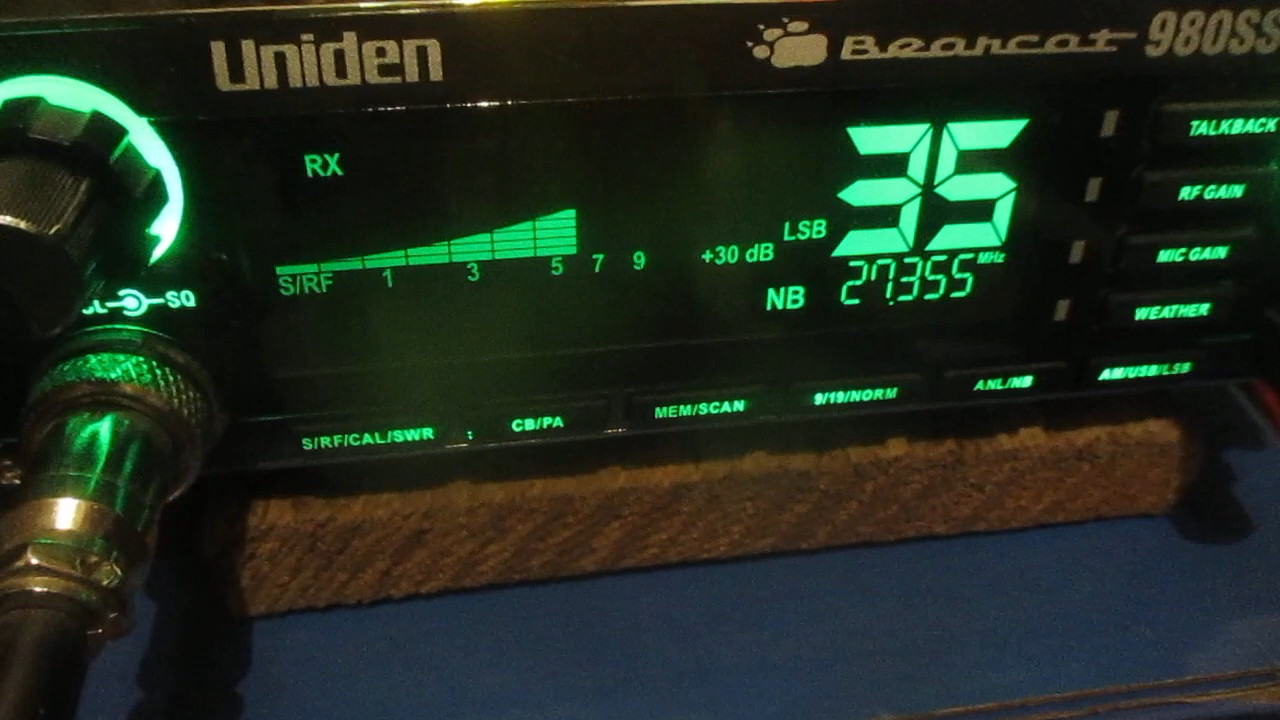 Uniden
Bearcat 980SS
TALKBACK
RX
RF GAIN
LSB
35
+30 dB
S/RF 1 3 5 7 9
MIC GAIN
NB
27.355 MHz
SQ
WEATHER
S/RF/CAL/SWR
CB/PA
MEM/SCAN
9/19/NORM
ANL/NB
AM/USB/LSB